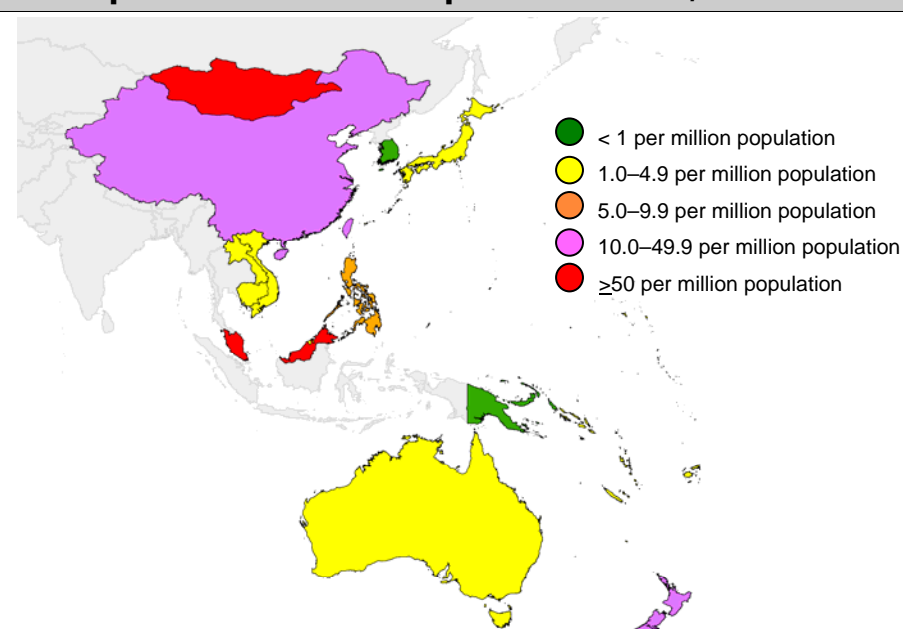 < 1 per million population
1.0–4.9 per million population
5.0–9.9 per million population
10.0–49.9 per million population
≥50 per million population